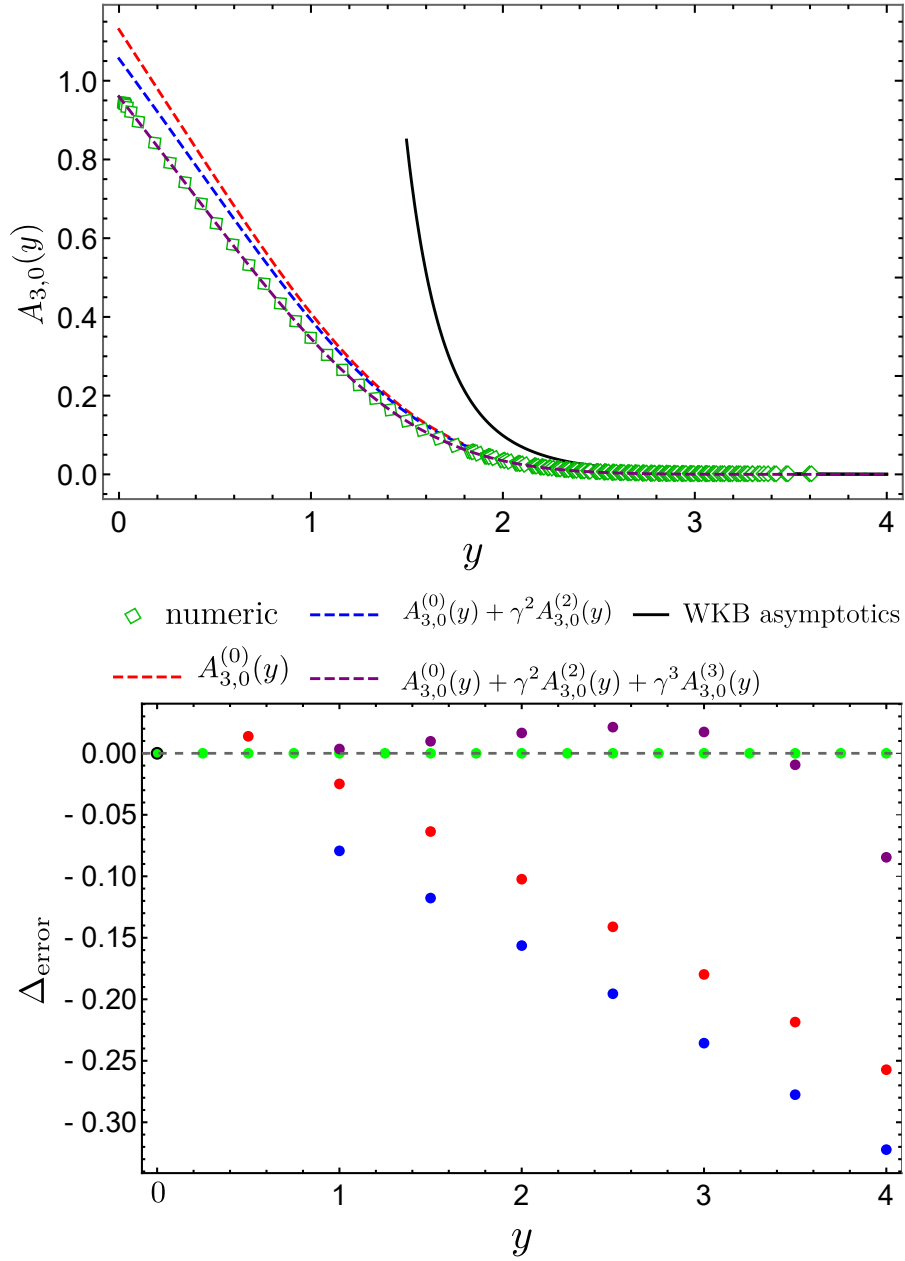 A_{3,0}(y)
1.0
0.8
0.6
0.4
0.2
0.0
0 1 2 3 4
y
numeric A_{3,0}^{(0)}(y) + γ^2 A_{3,0}^{(2)}(y) WKB asymptotics
A_{3,0}^{(0)}(y) A_{3,0}^{(0)}(y) + γ^2 A_{3,0}^{(2)}(y) + γ^3 A_{3,0}^{(3)}(y)
Δ_{error}
0.00
- 0.05
- 0.10
- 0.15
- 0.20
- 0.25
- 0.30
0 1 2 3 4
y